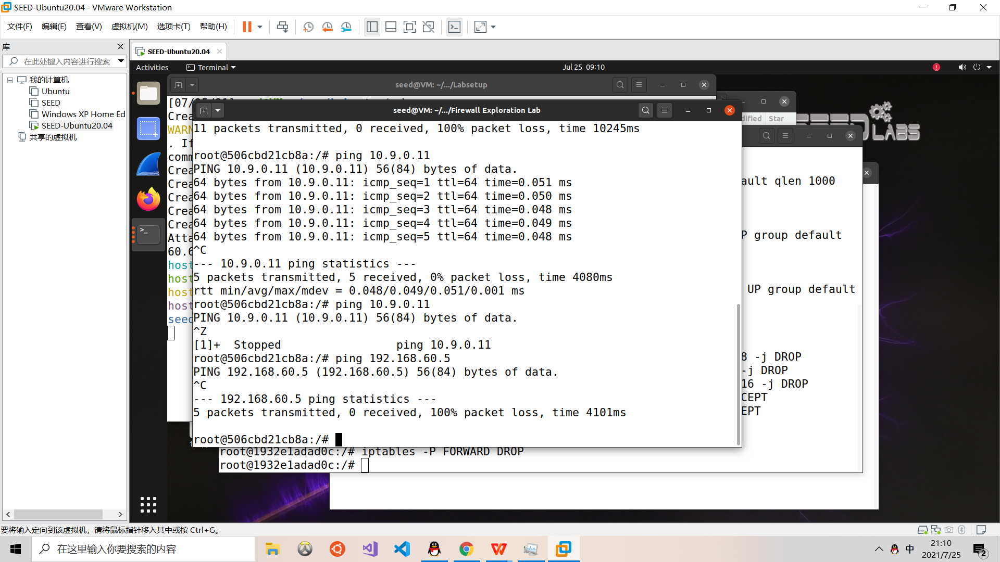 SEED-Ubuntu20.04 - VMware Workstation
文件(F) 编辑(E) 查看(V) 虚拟机(M) 选项卡(T) 帮助(H)
库
在此处键入内容进行搜索
我的计算机
Ubuntu
SEED
Windows XP Home Ed
SEED-Ubuntu20.04
共享的虚拟机
SEED-Ubuntu20.04
Activities
Terminal
Jul 25 09:10
seed@VM: ~/.../Labsetup
Crea
WARN
. If
comm
Crea
Crea
Crea
Crea
Crea
Atta
60.6
host
host
host
host
seed
seed@VM: ~/.../Firewall Exploration Lab
11 packets transmitted, 0 received, 100% packet loss, time 10245ms
root@506cbd21cb8a:/# ping 10.9.0.11
PING 10.9.0.11 (10.9.0.11) 56(84) bytes of data.
64 bytes from 10.9.0.11: icmp_seq=1 ttl=64 time=0.051 ms
64 bytes from 10.9.0.11: icmp_seq=2 ttl=64 time=0.050 ms
64 bytes from 10.9.0.11: icmp_seq=3 ttl=64 time=0.048 ms
64 bytes from 10.9.0.11: icmp_seq=4 ttl=64 time=0.049 ms
64 bytes from 10.9.0.11: icmp_seq=5 ttl=64 time=0.048 ms
^C
--- 10.9.0.11 ping statistics ---
5 packets transmitted, 5 received, 0% packet loss, time 4080ms
rtt min/avg/max/mdev = 0.048/0.049/0.051/0.001 ms
root@506cbd21cb8a:/# ping 10.9.0.11
PING 10.9.0.11 (10.9.0.11) 56(84) bytes of data.
^Z
[1]+  Stopped                 ping 10.9.0.11
root@506cbd21cb8a:/# ping 192.168.60.5
PING 192.168.60.5 (192.168.60.5) 56(84) bytes of data.
^C
--- 192.168.60.5 ping statistics ---
5 packets transmitted, 0 received, 100% packet loss, time 4101ms
root@506cbd21cb8a:/#
dified Star
LABS
ault qlen 1000
P group default
UP group default
8 -j DROP
-j DROP
16 -j DROP
CEPT
EPT
root@1932e1adad0c:/# iptables -P FORWARD DROP
root@1932e1adad0c:/#
要将输入定向到该虚拟机，请将鼠标指针移入其中或按 Ctrl+G。
在这里输入你要搜索的内容
中
21:10
2021/7/25
2